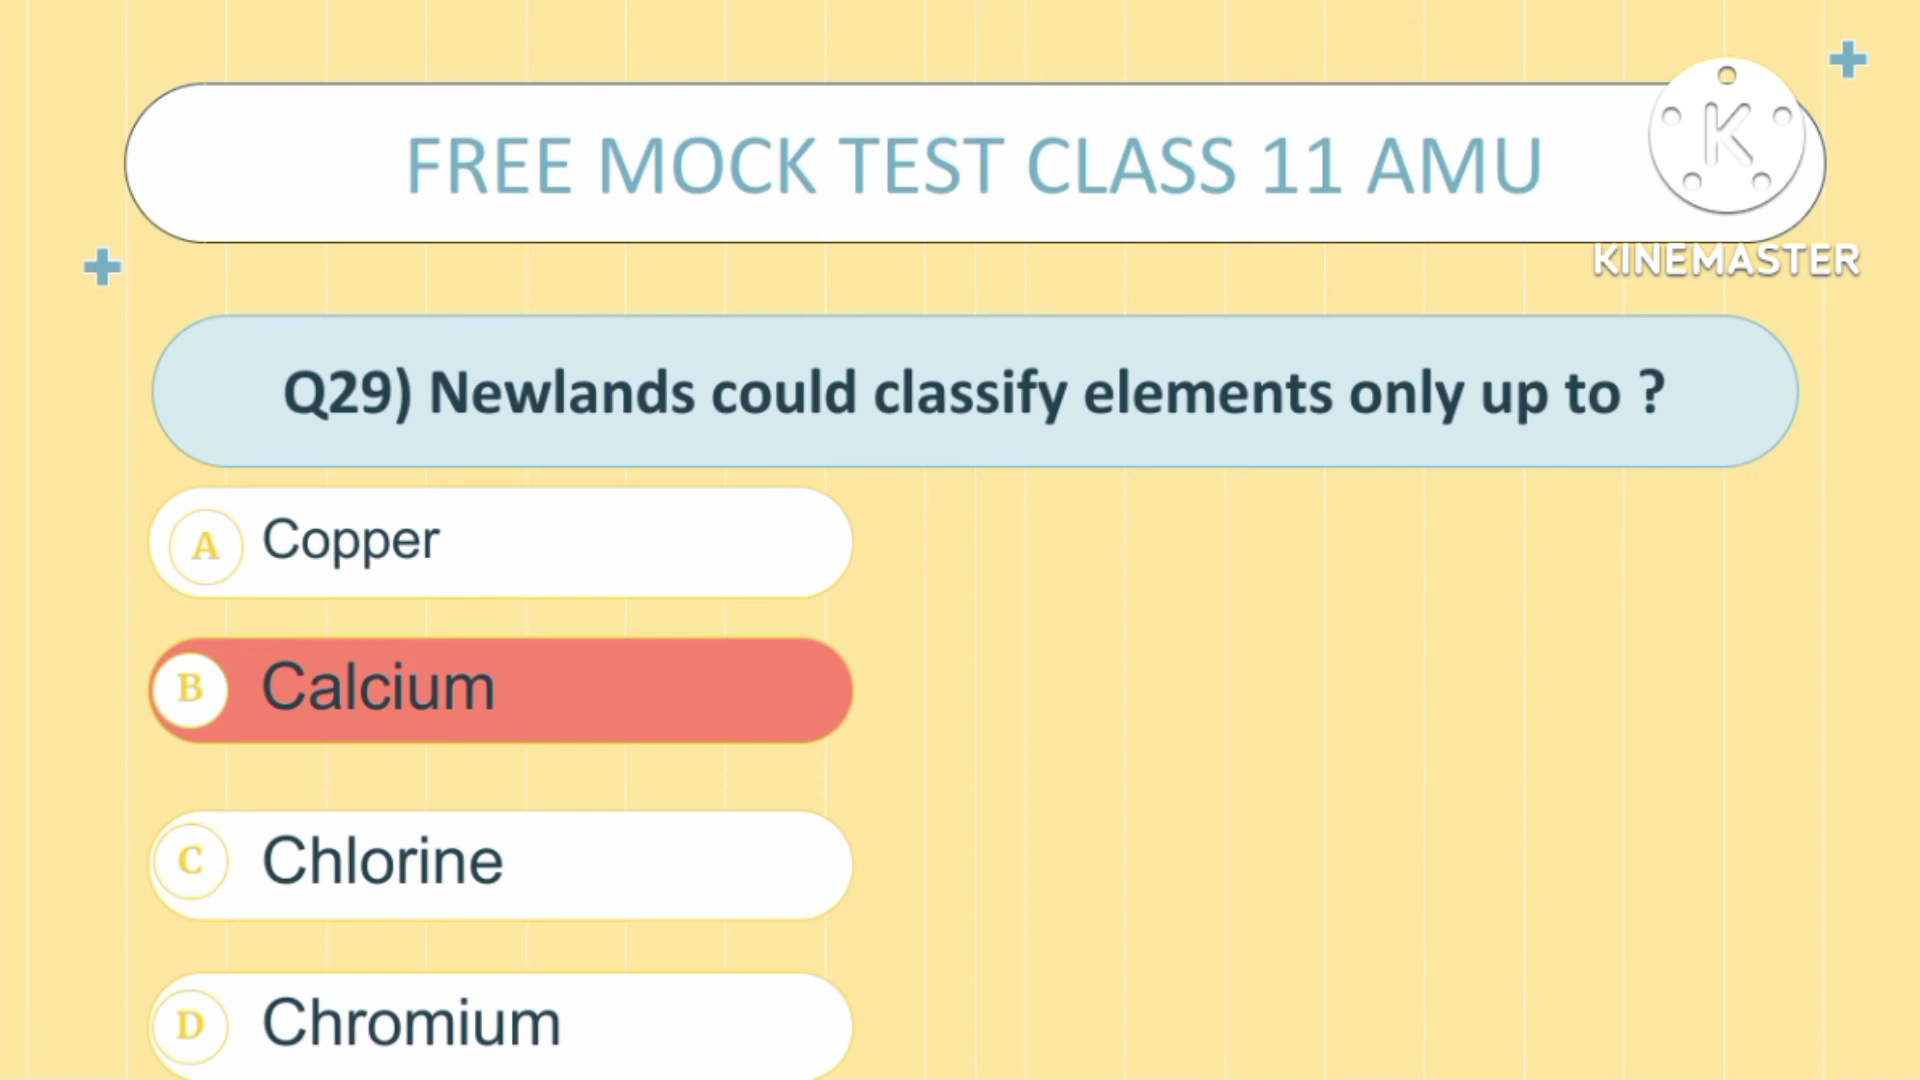 FREE MOCK TEST CLASS 11 AMU
K
KINEMASTER
Q29) Newlands could classify elements only up to ?
A Copper
B Calcium
C Chlorine
D Chromium